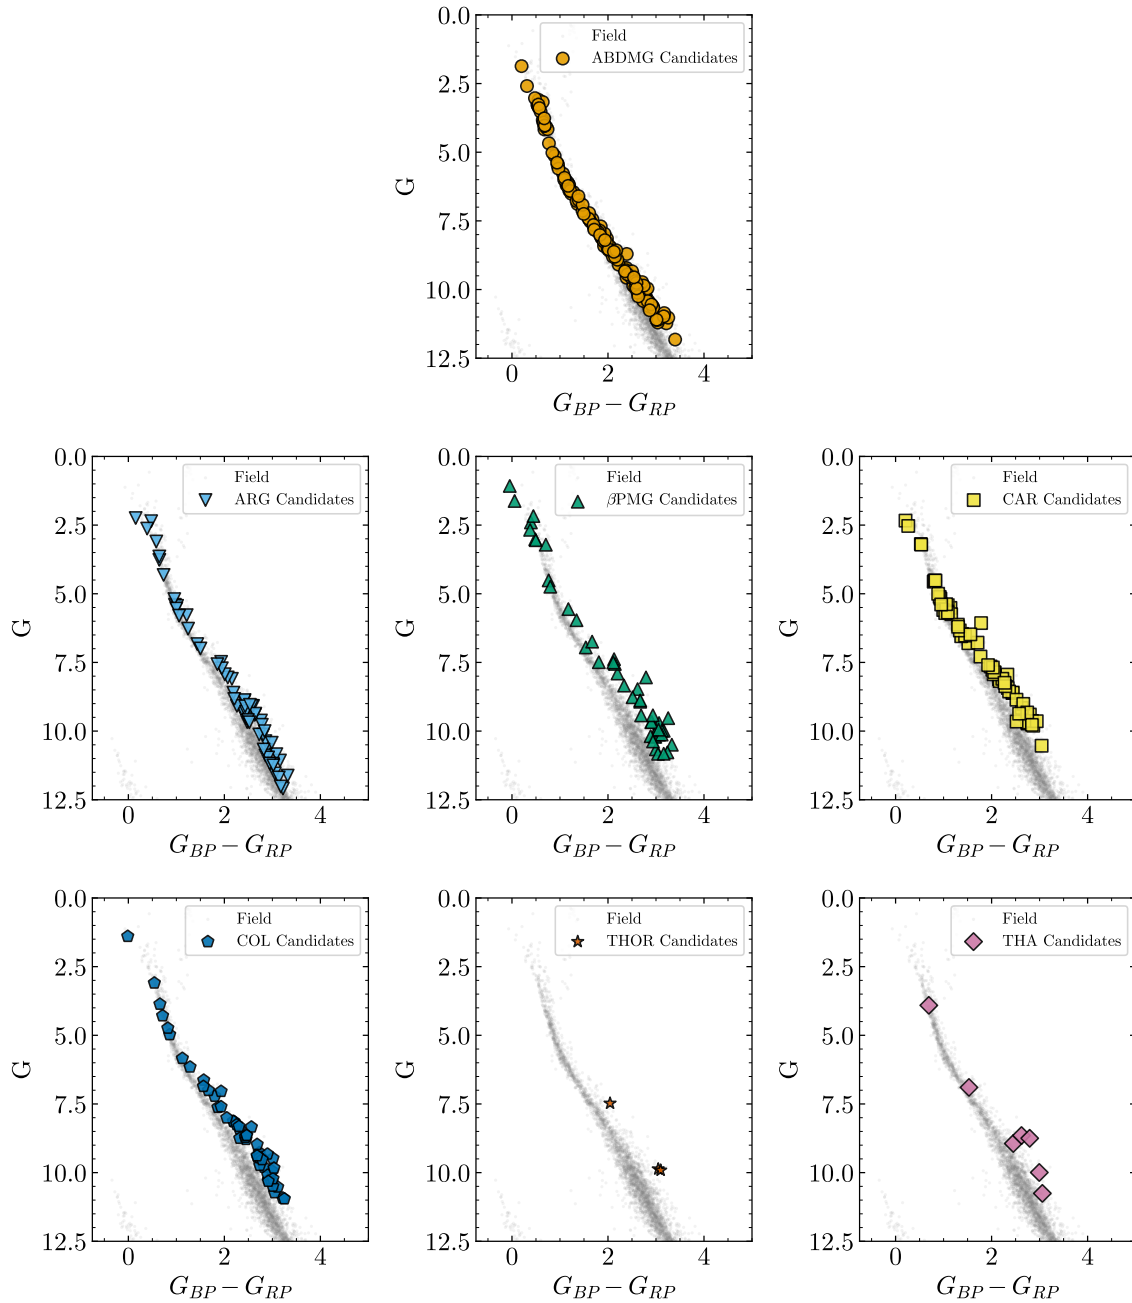 Field
ABDMG Candidates
0.0
2.5
5.0
7.5
10.0
12.5
G
0 2 4
G_{BP} − G_{RP}
Field
ARG Candidates
0.0
2.5
5.0
7.5
10.0
12.5
G
0 2 4
G_{BP} − G_{RP}
Field
βPMG Candidates
0.0
2.5
5.0
7.5
10.0
12.5
G
0 2 4
G_{BP} − G_{RP}
Field
CAR Candidates
0.0
2.5
5.0
7.5
10.0
12.5
G
0 2 4
G_{BP} − G_{RP}
Field
COL Candidates
0.0
2.5
5.0
7.5
10.0
12.5
G
0 2 4
G_{BP} − G_{RP}
Field
THOR Candidates
0.0
2.5
5.0
7.5
10.0
12.5
G
0 2 4
G_{BP} − G_{RP}
Field
THA Candidates
0.0
2.5
5.0
7.5
10.0
12.5
G
0 2 4
G_{BP} − G_{RP}